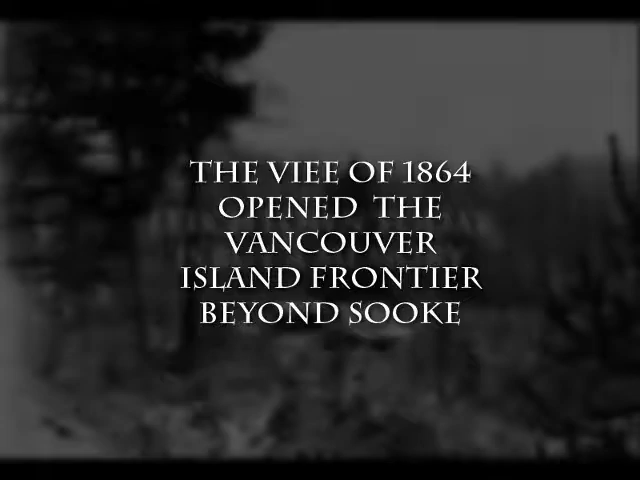 THE VIEE OF 1864
OPENED THE
VANCOUVER
ISLAND FRONTIER
BEYOND SOOKE